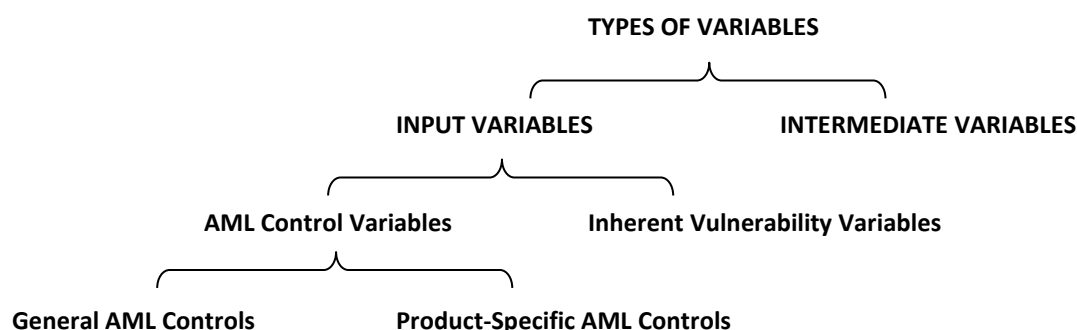 TYPES OF VARIABLES
INPUT VARIABLES INTERMEDIATE VARIABLES
AML Control Variables Inherent Vulnerability Variables
General AML Controls Product-Specific AML Controls